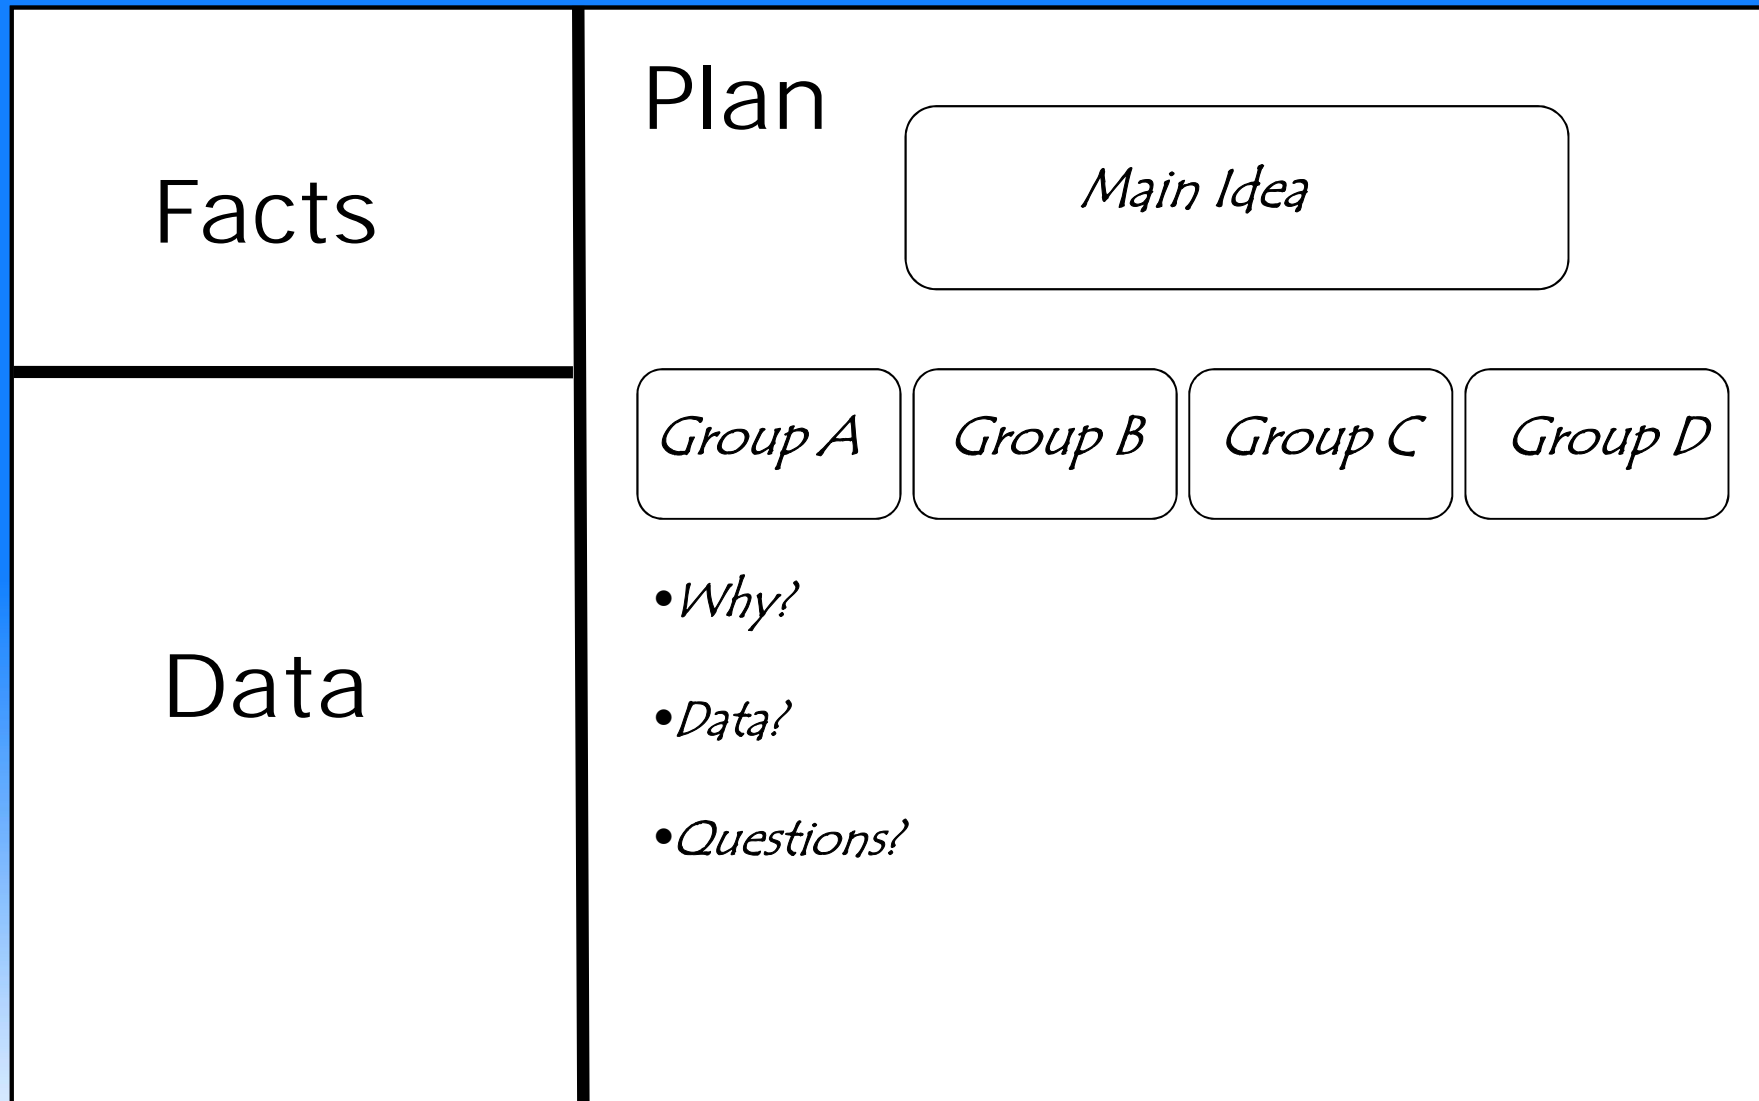 Facts
Data
Plan
Main Idea
Group A Group B Group C Group D
•Why?
•Data?
•Questions?